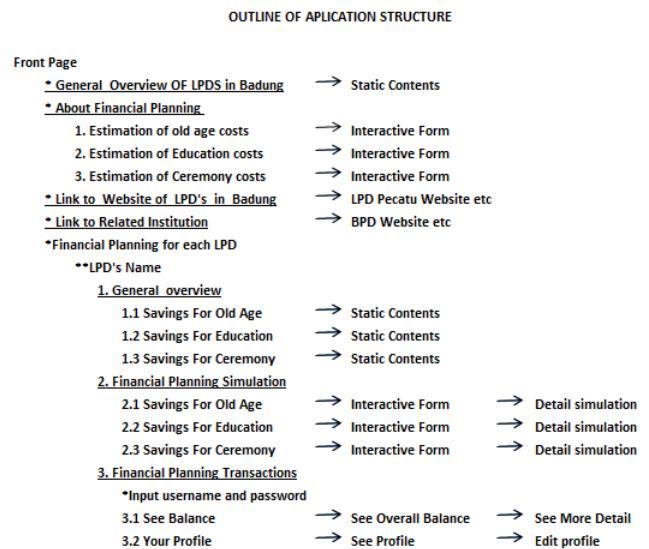 OUTLINE OF APLICATION STRUCTURE
Front Page
* General Overview OF LPDS in Badung → Static Contents
* About Financial Planning
1. Estimation of old age costs → Interactive Form
2. Estimation of Education costs → Interactive Form
3. Estimation of Ceremony costs → Interactive Form
* Link to Website of LPD's in Badung → LPD Pecatu Website etc
* Link to Related Institution → BPD Website etc
*Financial Planning for each LPD
**LPD's Name
1. General overview
1.1 Savings For Old Age → Static Contents
1.2 Savings For Education → Static Contents
1.3 Savings For Ceremony → Static Contents
2. Financial Planning Simulation
2.1 Savings For Old Age → Interactive Form → Detail simulation
2.2 Savings For Education → Interactive Form → Detail simulation
2.3 Savings For Ceremony → Interactive Form → Detail simulation
3. Financial Planning Transactions
*Input username and password
3.1 See Balance → See Overall Balance → See More Detail
3.2 Your Profile → See Profile → Edit profile